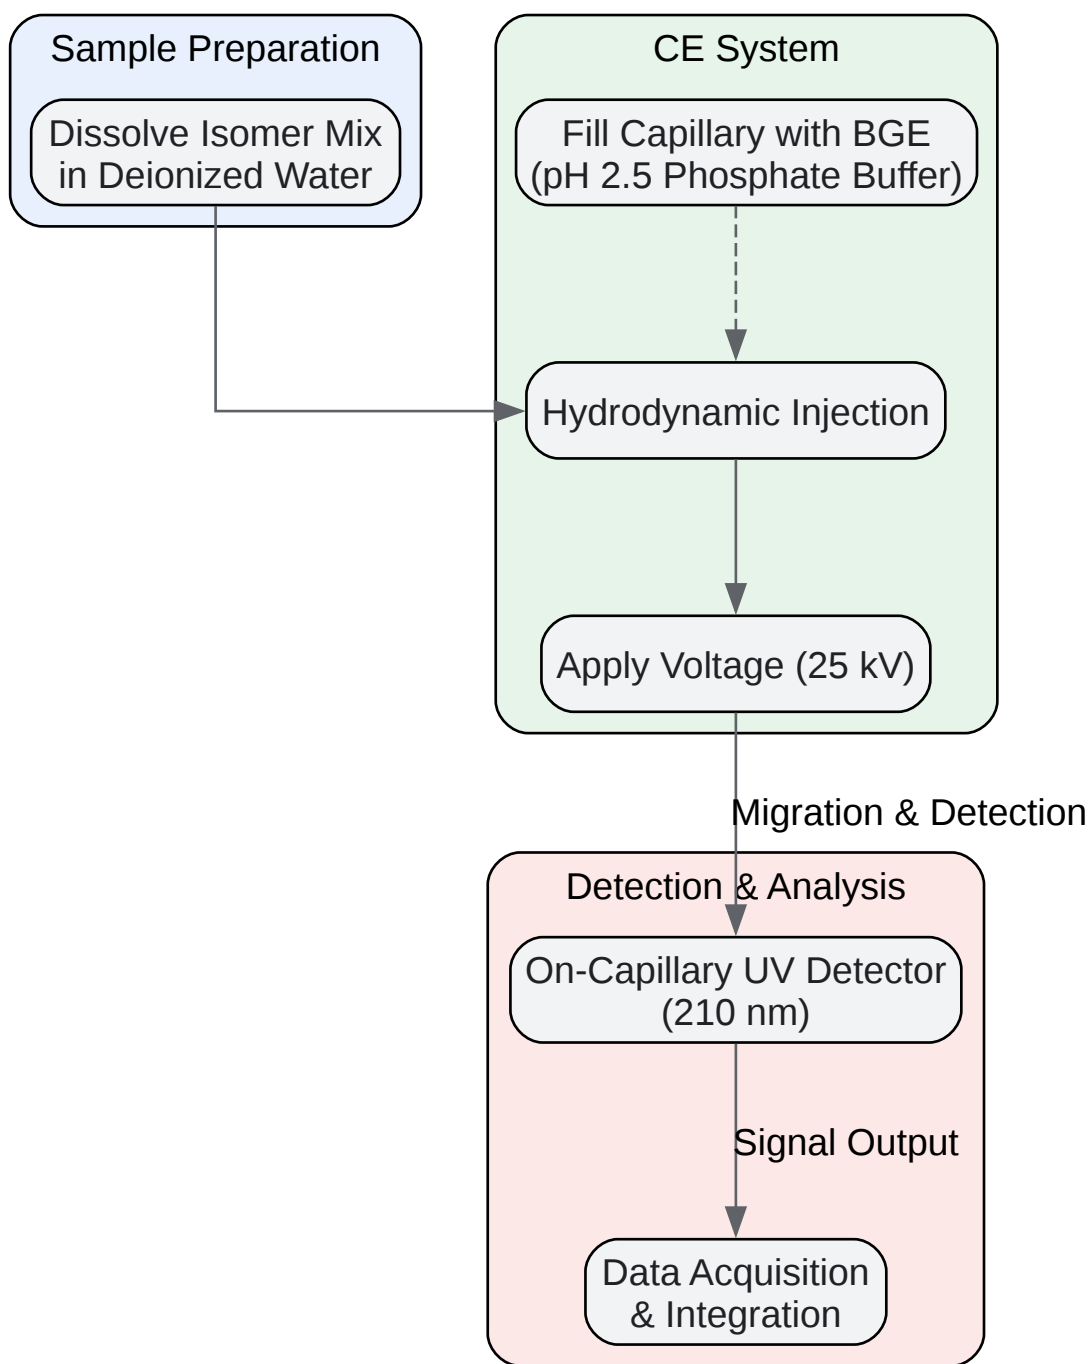 Sample Preparation
Dissolve Isomer Mix
in Deionized Water
CE System
Fill Capillary with BGE
(pH 2.5 Phosphate Buffer)
Hydrodynamic Injection
Apply Voltage (25 kV)
Migration & Detection
Detection & Analysis
On-Capillary UV Detector
(210 nm)
Signal Output
Data Acquisition
& Integration